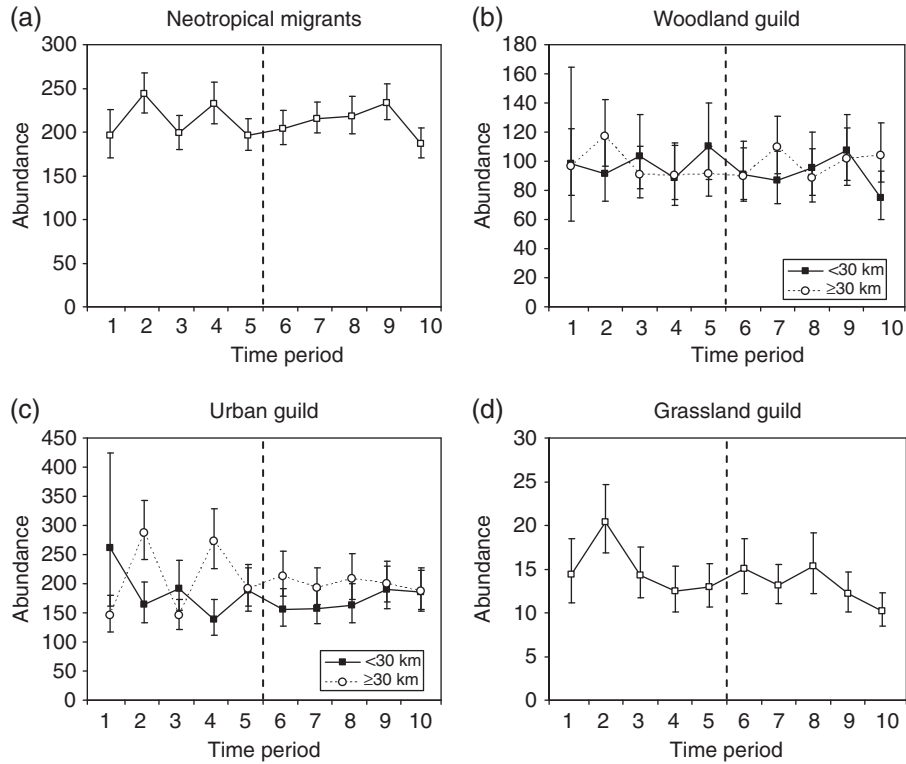 (a) Neotropical migrants
300
250
200
150
100
50
0
Abundance
1 2 3 4 5 6 7 8 9 10
Time period
(b) Woodland guild
180
160
140
120
100
80
60
40
20
0
Abundance
<30 km
≥30 km
1 2 3 4 5 6 7 8 9 10
Time period
(c) Urban guild
450
400
350
300
250
200
150
100
50
0
Abundance
<30 km
≥30 km
1 2 3 4 5 6 7 8 9 10
Time period
(d) Grassland guild
30
25
20
15
10
5
0
Abundance
1 2 3 4 5 6 7 8 9 10
Time period